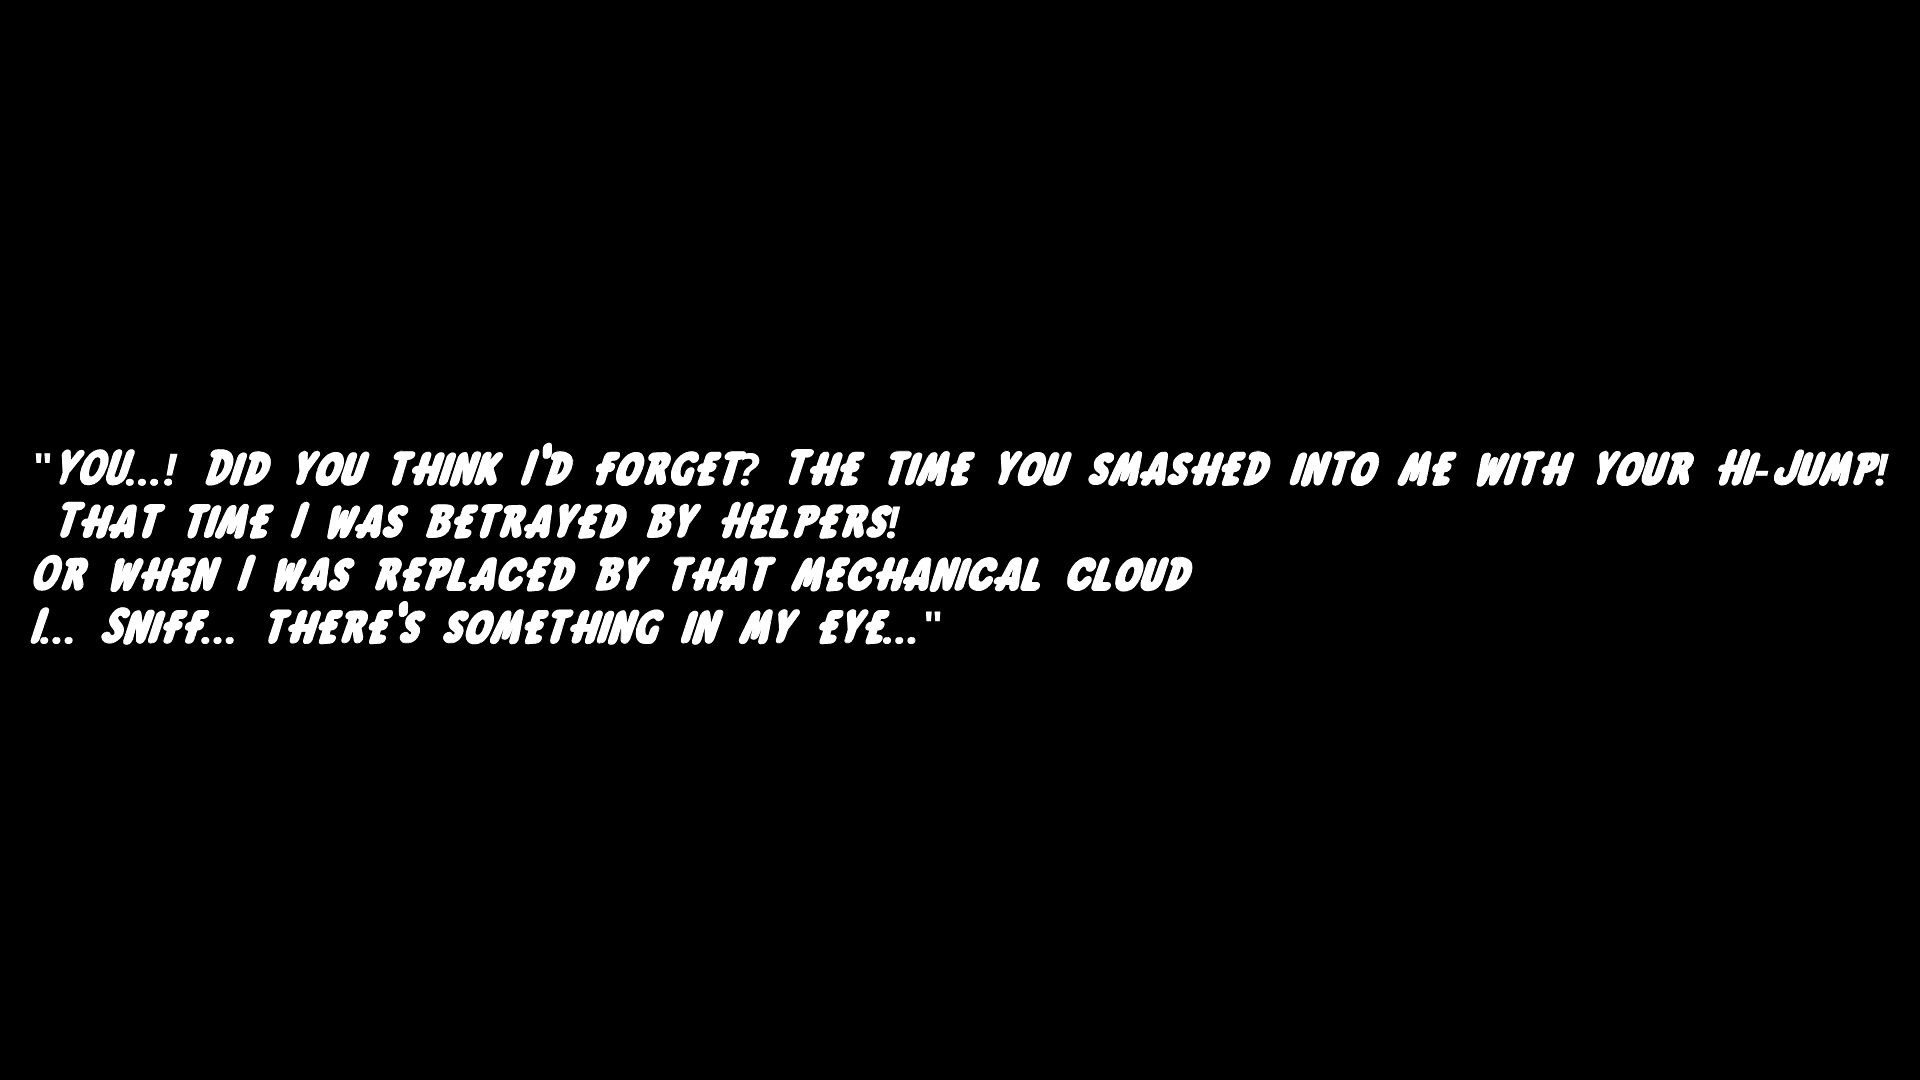 "You...! Did you think I'd forget? The time you smashed into me with your Hi-Jump!
That time I was betrayed by Helpers!
Or when I was replaced by that mechanical cloud
I... Sniff... there's something in my eye..."